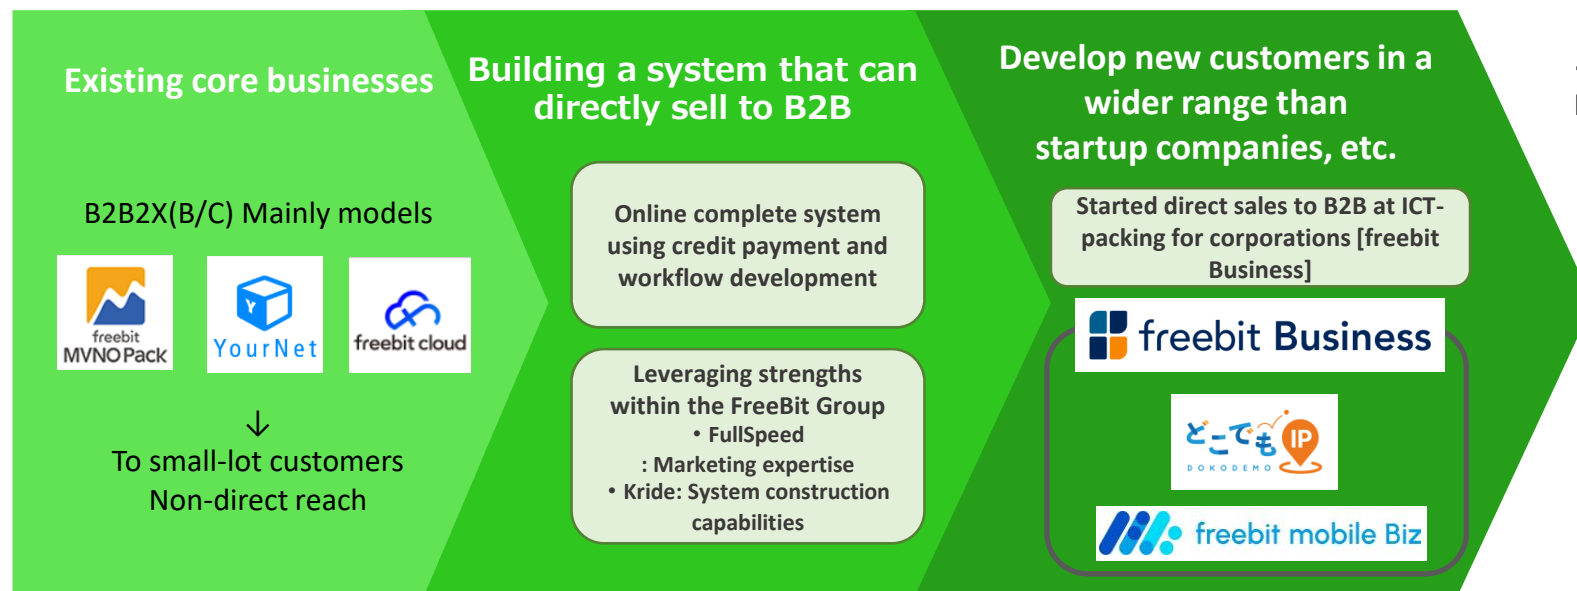 Existing core businesses
B2B2X(B/C) Mainly models
freebit
MVNO Pack
YourNet
freebit cloud
↓
To small-lot customers
Non-direct reach
Building a system that can
directly sell to B2B
Online complete system
using credit payment and
workflow development
Leveraging strengths
within the FreeBit Group
• FullSpeed
: Marketing expertise
• Kride: System construction
capabilities
Develop new customers in a
wider range than
startup companies, etc.
Started direct sales to B2B at ICT-
packing for corporations [freebit
Business]
freebit Business
どこでも IP
DOKODEMO
freebit mobile Biz